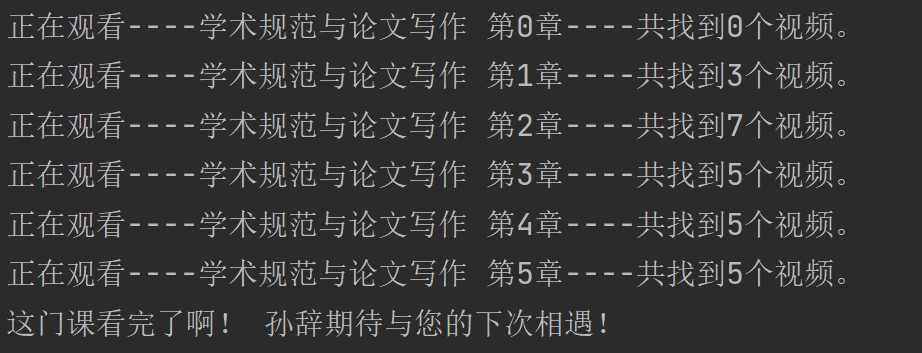 正在观看----学术规范与论文写作 第0章----共找到0个视频。
正在观看----学术规范与论文写作 第1章----共找到3个视频。
正在观看----学术规范与论文写作 第2章----共找到7个视频。
正在观看----学术规范与论文写作 第3章----共找到5个视频。
正在观看----学术规范与论文写作 第4章----共找到5个视频。
正在观看----学术规范与论文写作 第5章----共找到5个视频。
这门课看完了啊！ 孙辞期待与您的下次相遇！